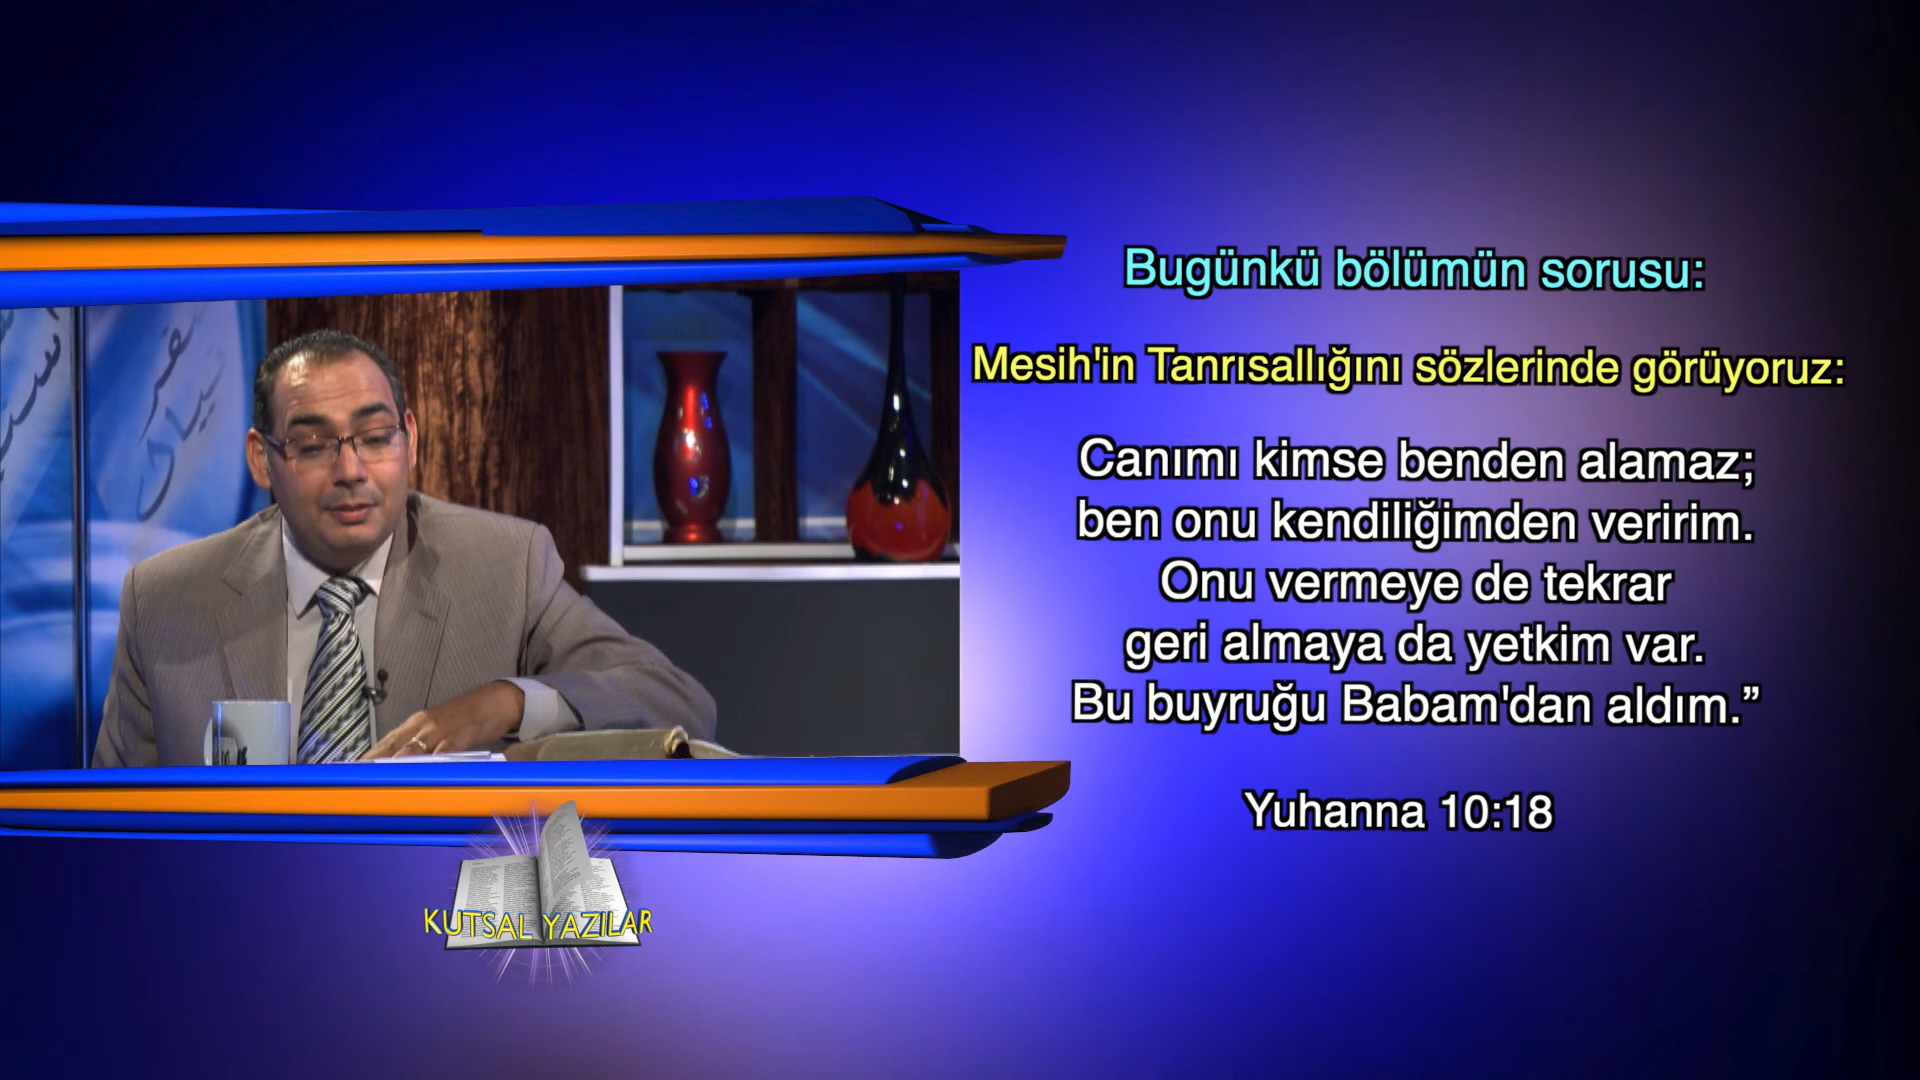 Bugünkü bölümün sorusu:
Mesih'in Tanrısallığını sözlerinde görüyoruz:
Canımı kimse benden alamaz;
ben onu kendiliğimden veririm.
Onu vermeye de tekrar
geri almaya da yetkim var.
Bu buyruğu Babam'dan aldım.”
Yuhanna 10:18
KUTSAL YAZILAR